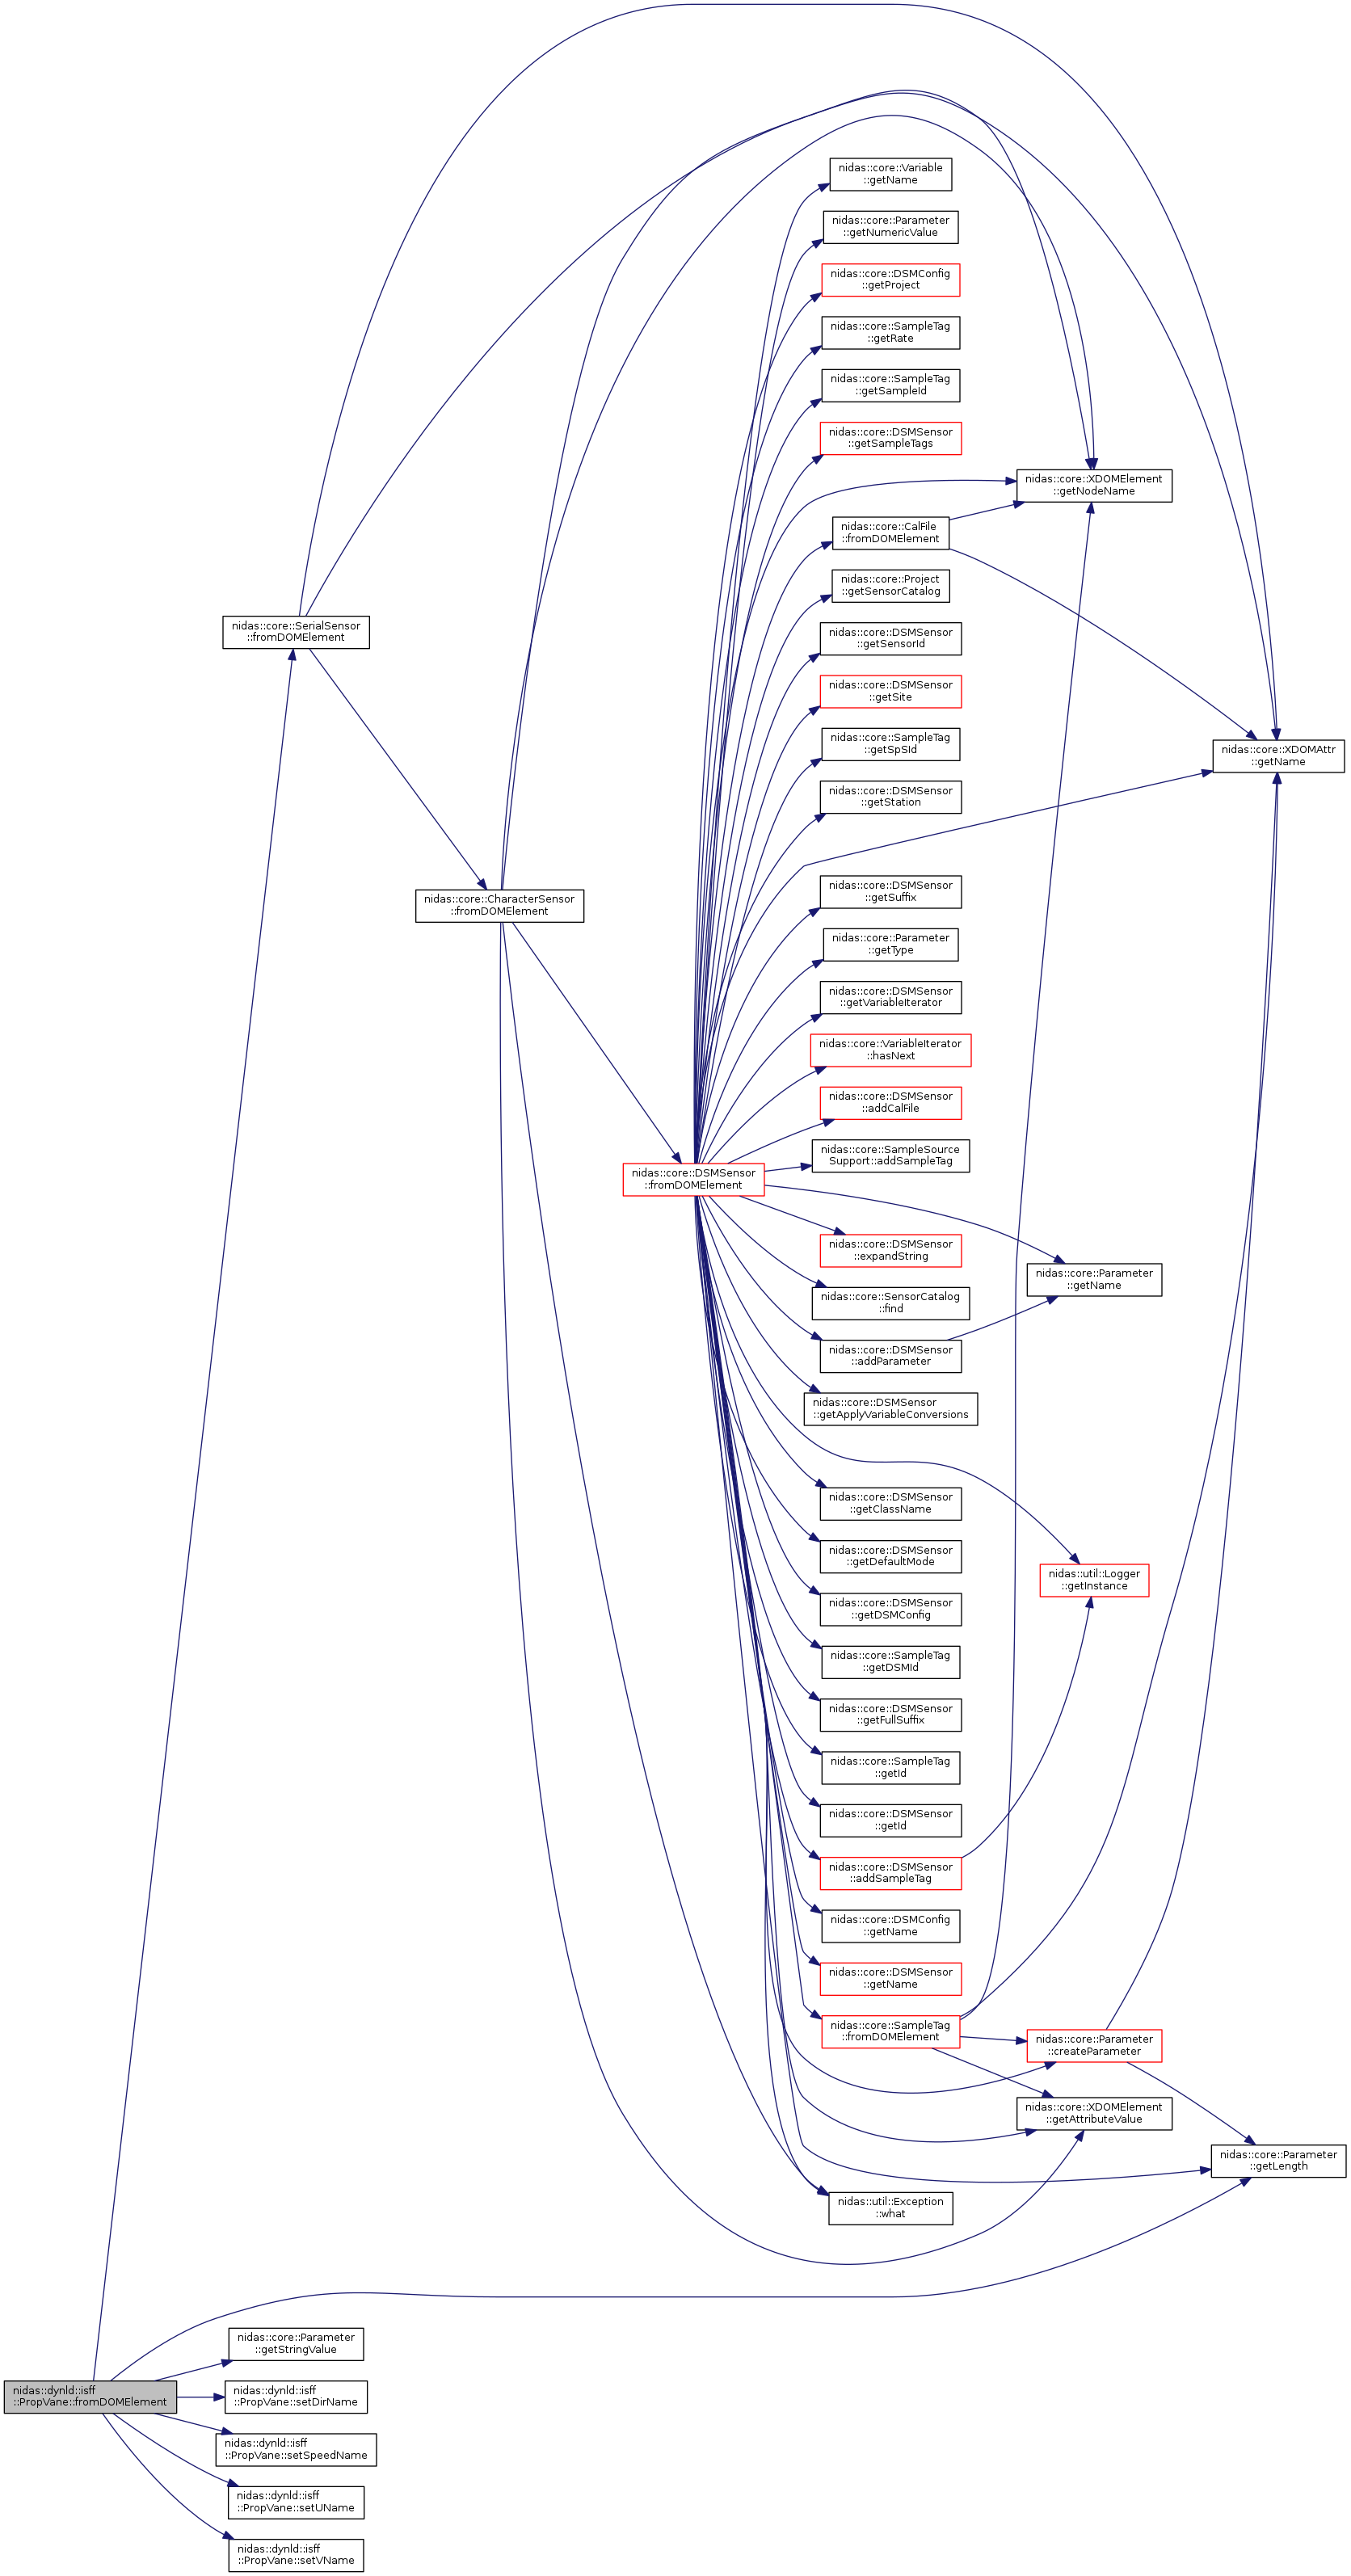 nidas::core::Variable
::getName
nidas::core::Parameter
::getNumericValue
nidas::core::DSMConfig
::getProject
nidas::core::SampleTag
::getRate
nidas::core::SampleTag
::getSampleId
nidas::core::DSMSensor
::getSampleTags
nidas::core::XDOMElement
::getNodeName
nidas::core::CalFile
::fromDOMElement
nidas::core::Project
::getSensorCatalog
nidas::core::SerialSensor
::fromDOMElement
nidas::core::DSMSensor
::getSensorId
nidas::core::DSMSensor
::getSite
nidas::core::SampleTag
::getSpSId
nidas::core::XDOMAttr
::getName
nidas::core::DSMSensor
::getStation
nidas::core::CharacterSensor
::fromDOMElement
nidas::core::DSMSensor
::getSuffix
nidas::core::Parameter
::getType
nidas::core::DSMSensor
::getVariableIterator
nidas::core::VariableIterator
::hasNext
nidas::core::DSMSensor
::addCalFile
nidas::core::SampleSource
Support::addSampleTag
nidas::core::DSMSensor
::fromDOMElement
nidas::core::DSMSensor
::expandString
nidas::core::Parameter
::getName
nidas::core::SensorCatalog
::find
nidas::core::DSMSensor
::addParameter
nidas::core::DSMSensor
::getApplyVariableConversions
nidas::core::DSMSensor
::getClassName
nidas::core::DSMSensor
::getDefaultMode
nidas::util::Logger
::getInstance
nidas::core::DSMSensor
::getDSMConfig
nidas::core::SampleTag
::getDSMId
nidas::core::DSMSensor
::getFullSuffix
nidas::core::SampleTag
::getId
nidas::core::DSMSensor
::getId
nidas::core::DSMSensor
::addSampleTag
nidas::core::DSMConfig
::getName
nidas::core::DSMSensor
::getName
nidas::core::SampleTag
::fromDOMElement
nidas::core::Parameter
::createParameter
nidas::core::XDOMElement
::getAttributeValue
nidas::core::Parameter
::getLength
nidas::util::Exception
::what
nidas::core::Parameter
::getStringValue
nidas::dynld::isff
::PropVane::fromDOMElement
nidas::dynld::isff
::PropVane::setDirName
nidas::dynld::isff
::PropVane::setSpeedName
nidas::dynld::isff
::PropVane::setUName
nidas::dynld::isff
::PropVane::setVName